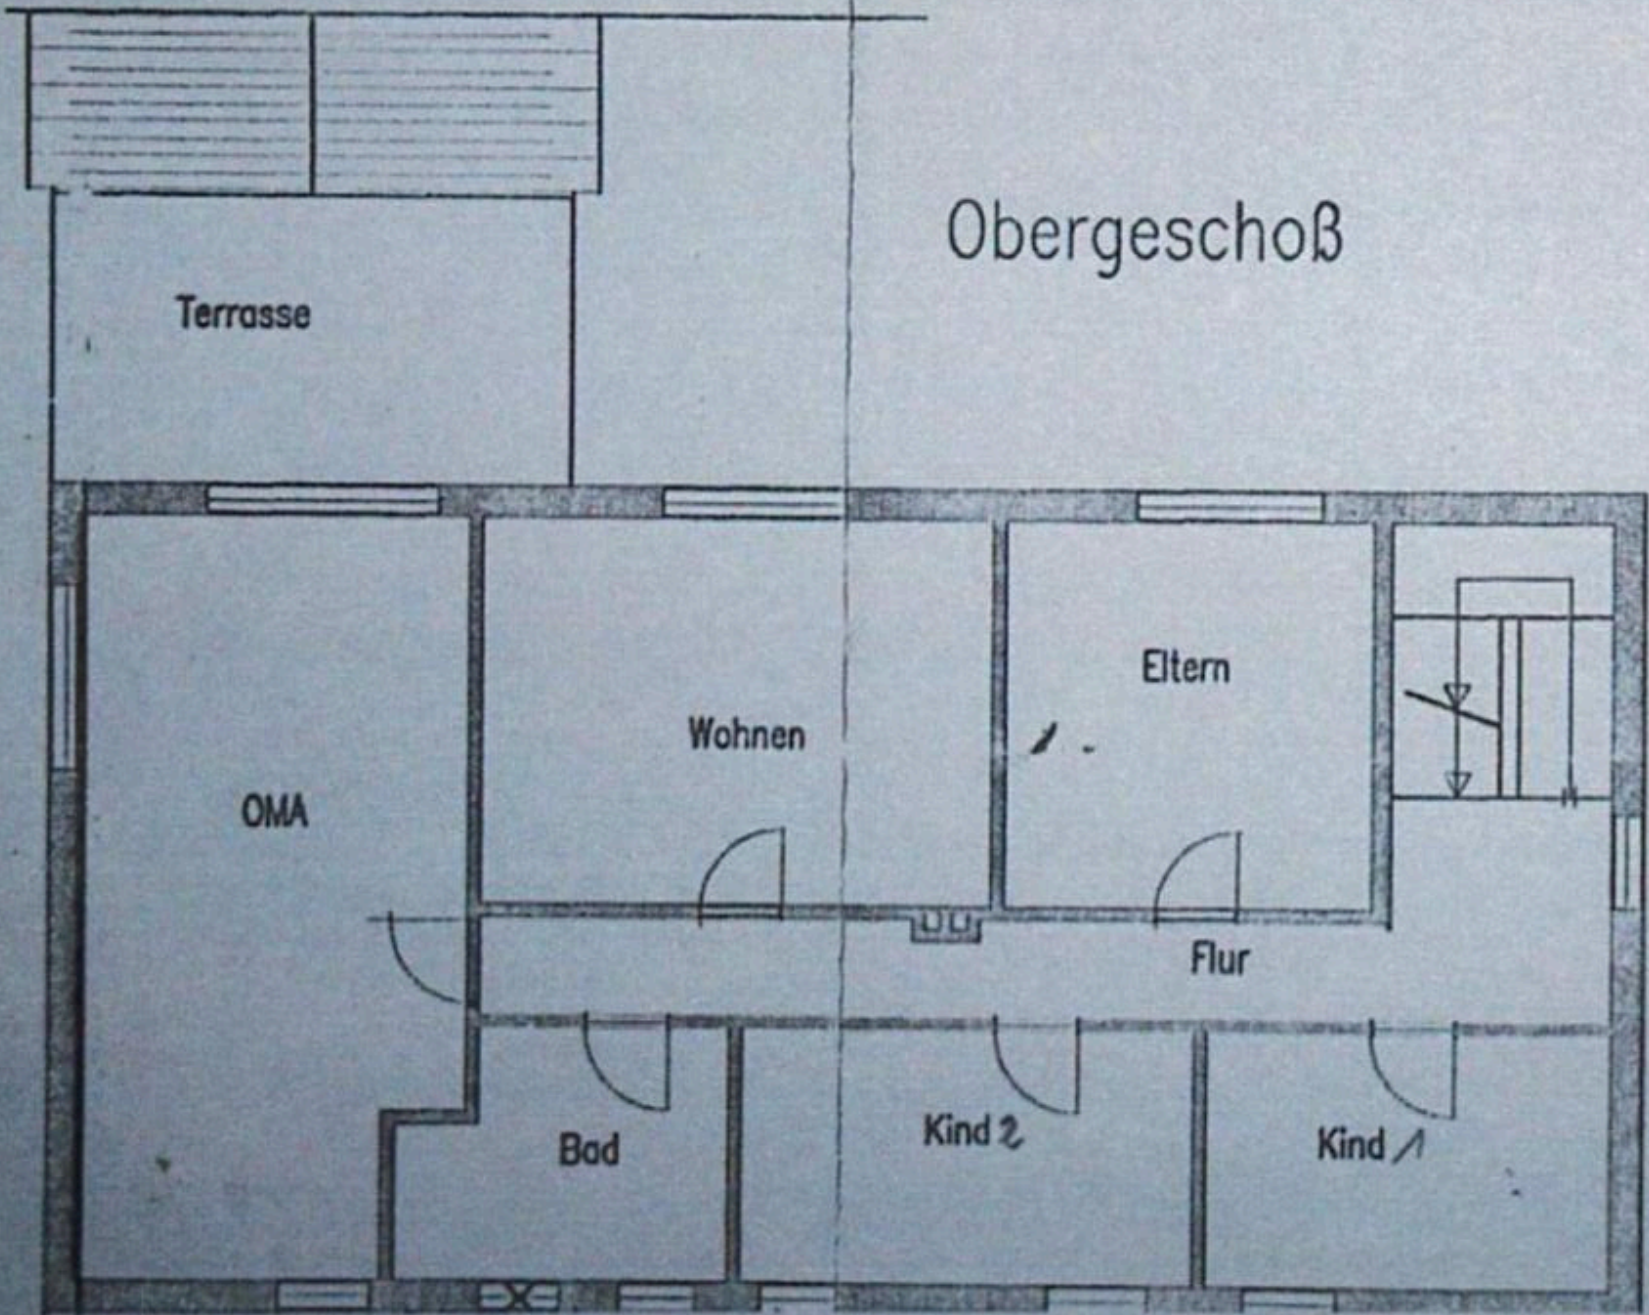 Obergeschoß
Terrasse
Eltern
Wohnen
OMA
Flur
Kind 2
Kind 1
Bad